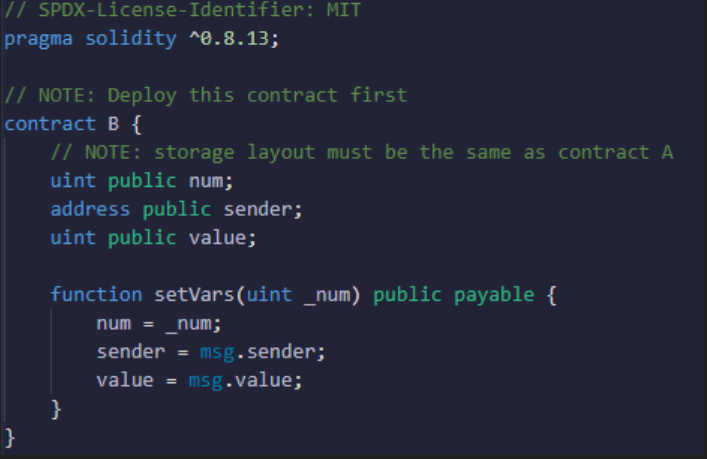 // SPDX-License-Identifier: MIT
pragma solidity ^0.8.13;
// NOTE: Deploy this contract first
contract B {
// NOTE: storage layout must be the same as contract A
uint public num;
address public sender;
uint public value;
function setVars(uint _num) public payable {
num = _num;
sender = msg.sender;
value = msg.value;
}
}